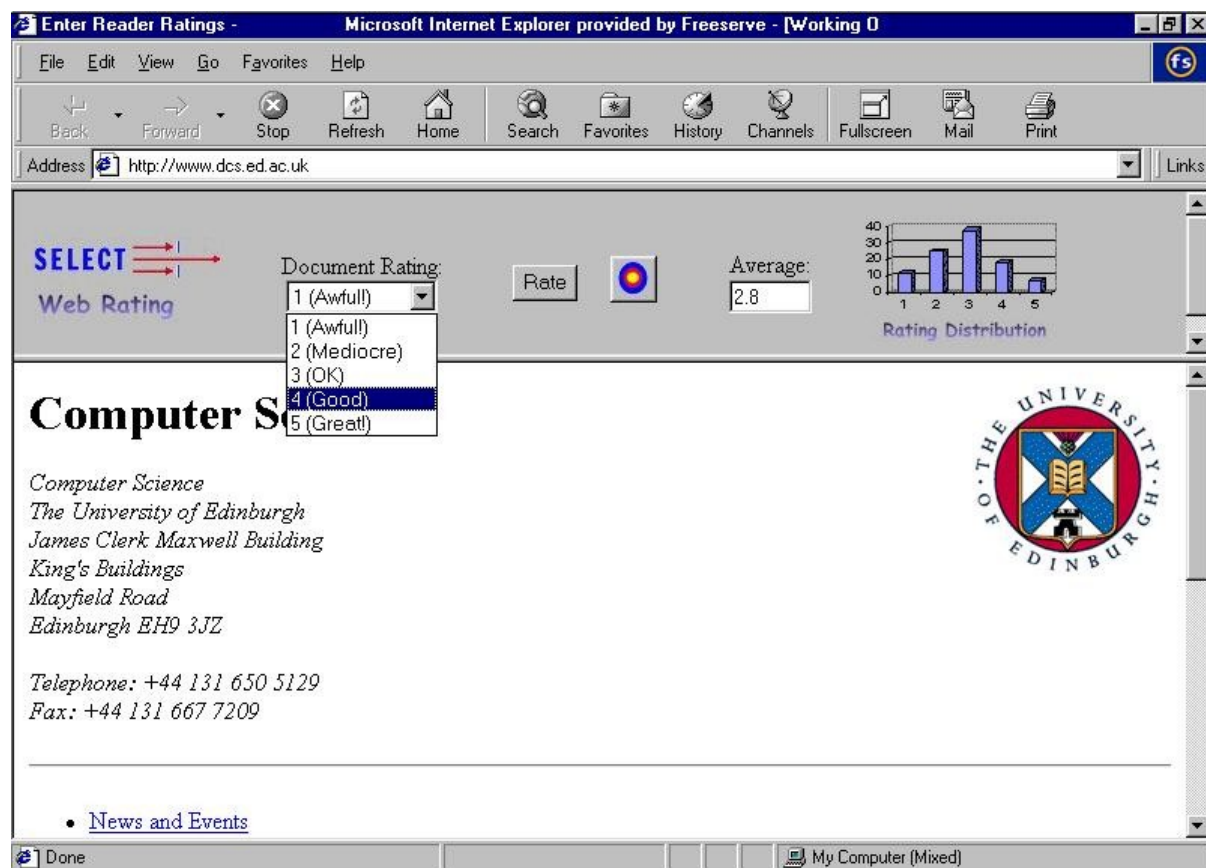 Enter Reader Ratings - Microsoft Internet Explorer provided by Freeserve - [Working O
File Edit View Go Favorites Help
fs
Back Forward Stop Refresh Home Search Favorites History Channels Fullscreen Mail Print
Address http://www.dcs.ed.ac.uk Links
SELECT
Web Rating
Document Rating:
1 (Awful!)
1 (Awful!)
2 (Mediocre)
3 (OK)
4 (Good)
5 (Great!)
Rate
Average:
2.8
40
30
20
10
0
1 2 3 4 5
Rating Distribution
Computer S
Computer Science
The University of Edinburgh
James Clerk Maxwell Building
King's Buildings
Mayfield Road
Edinburgh EH9 3JZ
Telephone: +44 131 650 5129
Fax: +44 131 667 7209
THE UNIVERSITY OF EDINBURGH
News and Events
Done My Computer (Mixed)